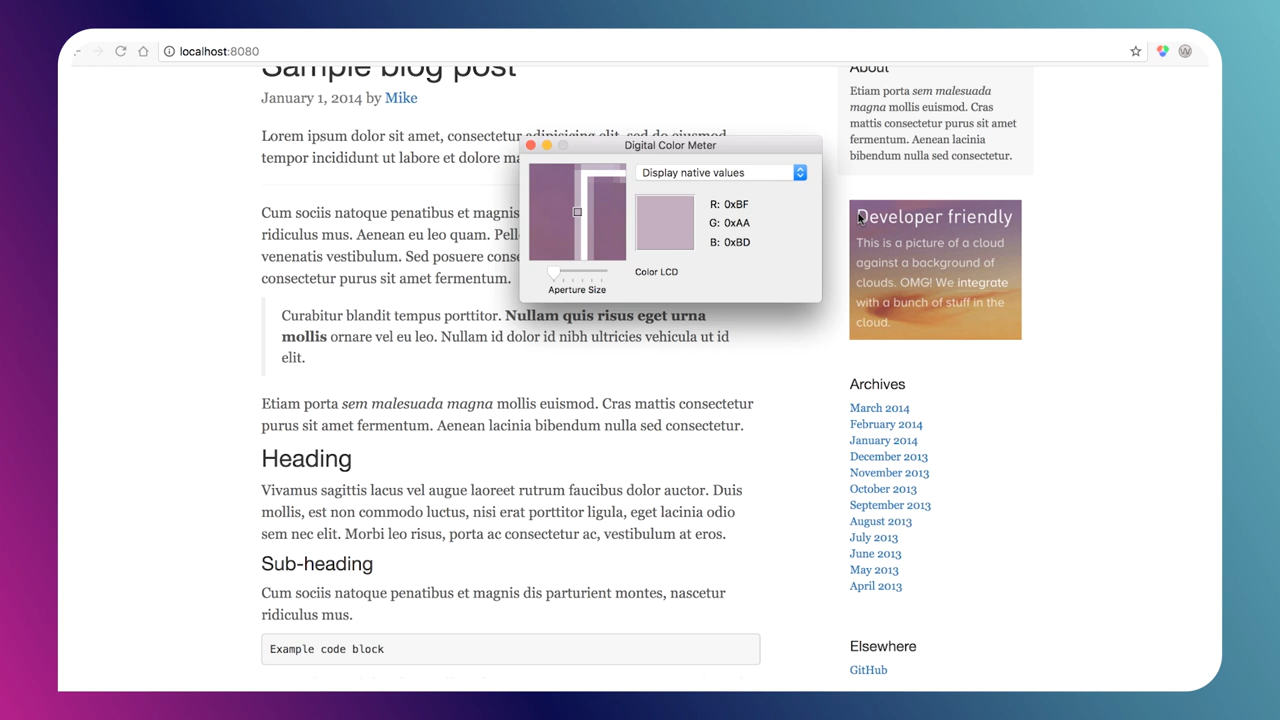 localhost:8080
Sample blog post
January 1, 2014 by Mike
Lorem ipsum dolor sit amet, consectetur adipisicing elit, sed do eiusmod
tempor incididunt ut labore et dolore ma
Cum sociis natoque penatibus et magnis
ridiculus mus. Aenean eu leo quam. Pell
venenatis vestibulum. Sed posuere conse
consectetur purus sit amet fermentum.
Curabitur blandit tempus porttitor. Nullam quis risus eget urna
mollis ornare vel eu leo. Nullam id dolor id nibh ultricies vehicula ut id
elit.
Etiam porta sem malesuada magna mollis euismod. Cras mattis consectetur
purus sit amet fermentum. Aenean lacinia bibendum nulla sed consectetur.
Heading
Vivamus sagittis lacus vel augue laoreet rutrum faucibus dolor auctor. Duis
mollis, est non commodo luctus, nisi erat porttitor ligula, eget lacinia odio
sem nec elit. Morbi leo risus, porta ac consectetur ac, vestibulum at eros.
Sub-heading
Cum sociis natoque penatibus et magnis dis parturient montes, nascetur
ridiculus mus.
Example code block
Digital Color Meter
Display native values
R: 0xBF
G: 0xAA
B: 0xBD
Color LCD
Aperture Size
About
Etiam porta sem malesuada
magna mollis euismod. Cras
mattis consectetur purus sit amet
fermentum. Aenean lacinia
bibendum nulla sed consectetur.
Developer friendly
This is a picture of a cloud
against a background of
clouds. OMG! We integrate
with a bunch of stuff in the
cloud.
Archives
March 2014
February 2014
January 2014
December 2013
November 2013
October 2013
September 2013
August 2013
July 2013
June 2013
May 2013
April 2013
Elsewhere
GitHub